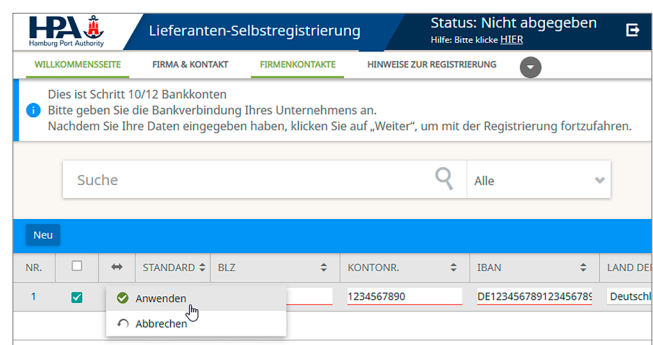 HPA
Hamburg Port Authority
Lieferanten-Selbstregistrierung
Status: Nicht abgegeben
Hilfe: Bitte klicke HIER
WILLKOMMENSSEITE FIRMA & KONTAKT FIRMENKONTAKTE HINWEISE ZUR REGISTRIERUNG
Dies ist Schritt 10/12 Bankkonten
Bitte geben Sie die Bankverbindung Ihres Unternehmens an.
Nachdem Sie Ihre Daten eingegeben haben, klicken Sie auf „Weiter", um mit der Registrierung fortzufahren.
Suche Alle
Neu
NR. STANDARD BLZ KONTONR. IBAN LAND DE
1 Anwenden 1234567890 DE12345678912345678 Deutschl
Abbrechen